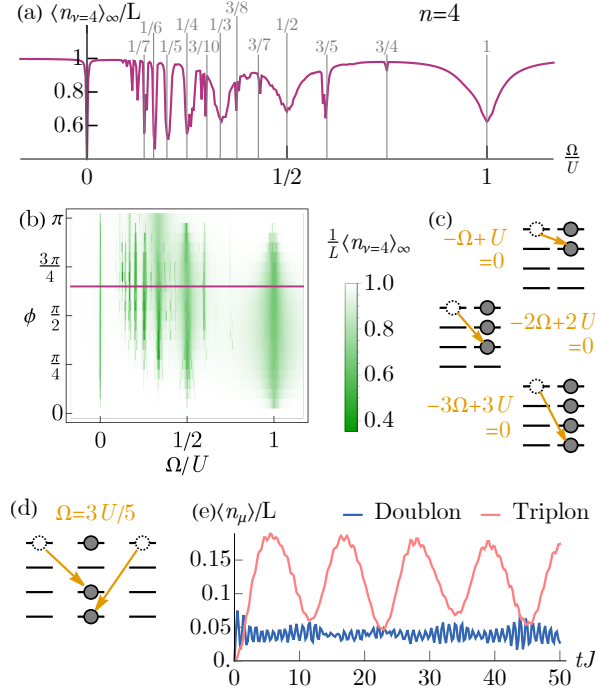 (a) ⟨n_{ν=4}⟩_∞/L
n=4
1/7 1/6 1/5 1/4 3/10 1/3 3/8 3/7 1/2 3/5 3/4 1
1
0.8
0.6
0 1/2 1
Ω/U
(b)
π
3π/4
ϕ
π/2
π/4
0
0 1/2 1
Ω/U
1/L ⟨n_{ν=4}⟩_∞
1.0
0.8
0.6
0.4
(c)
−Ω+U
=0
−2Ω+2U
=0
−3Ω+3U
=0
(d) Ω=3U/5
(e) ⟨n_μ⟩/L
Doublon Triplon
0.15
0.1
0.05
0.
0 10 20 30 40 50
tJ